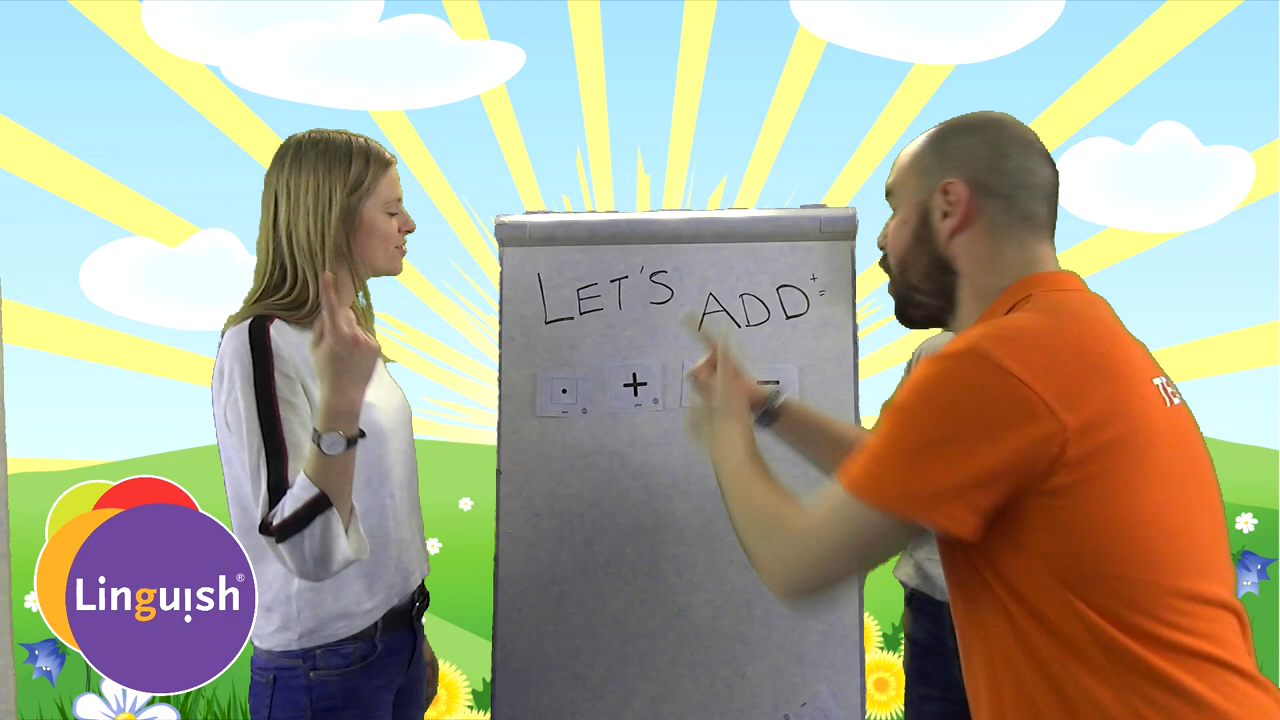 LET'S ADD + =
+ =
Linguish®